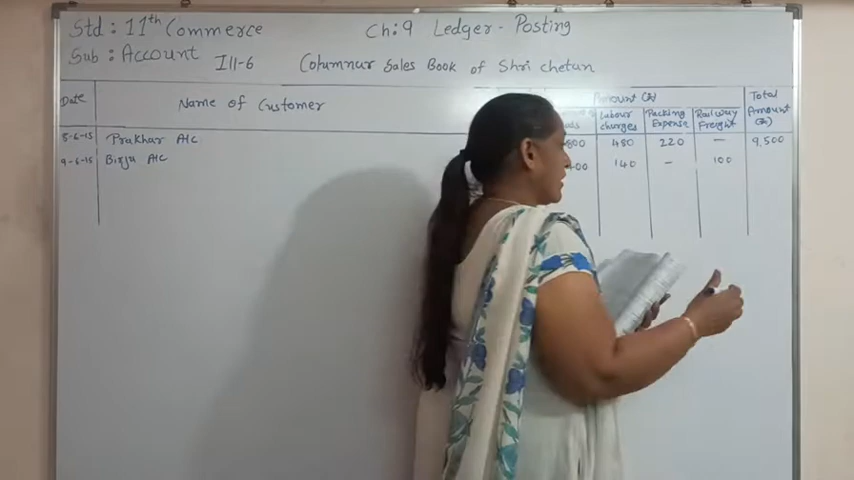 Std : 11th Commerce Ch: 9 Ledger - Posting
Sub : Account Ill-6 Columnar Sales Book of Shri Chetan
Date Name of Customer Amount (₹) Total Amount (₹)
Labour charges Packing Expense Railway Freight
5-6-15 Prakhar A/c 800 480 220 — 9,500
9-6-15 Birju A/c 00 140 - 100